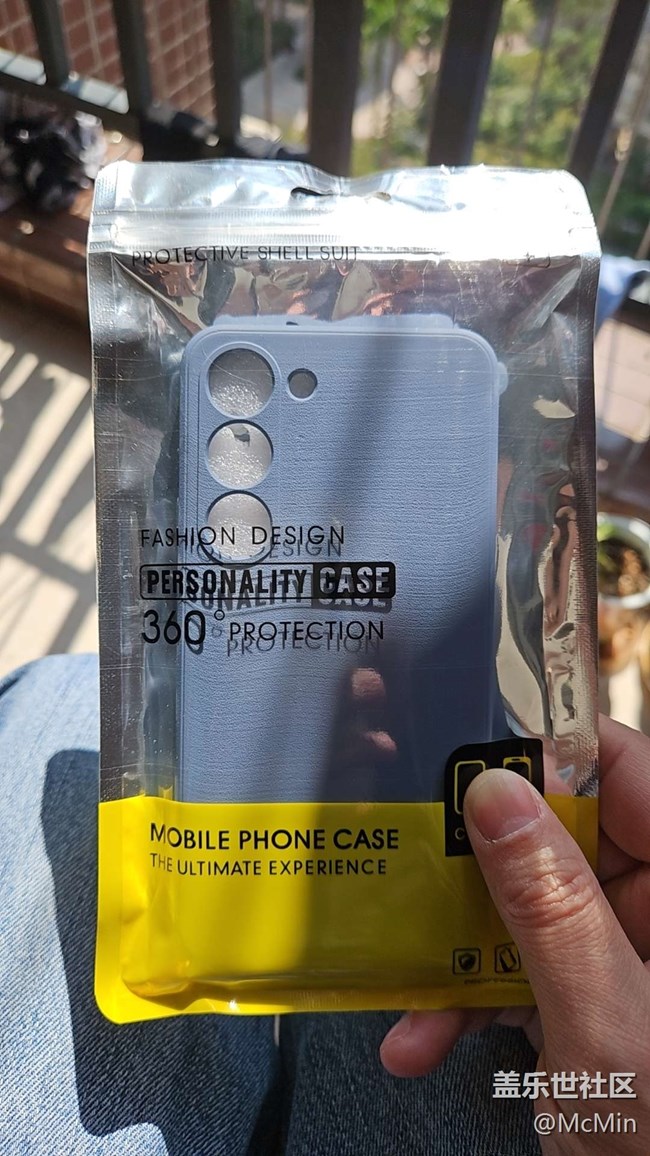 PROTECTIVE SHELL SUIT
FASHION DESIGN
PERSONALITY CASE
360° PROTECTION
MOBILE PHONE CASE
THE ULTIMATE EXPERIENCE
盖乐世社区
@McMin